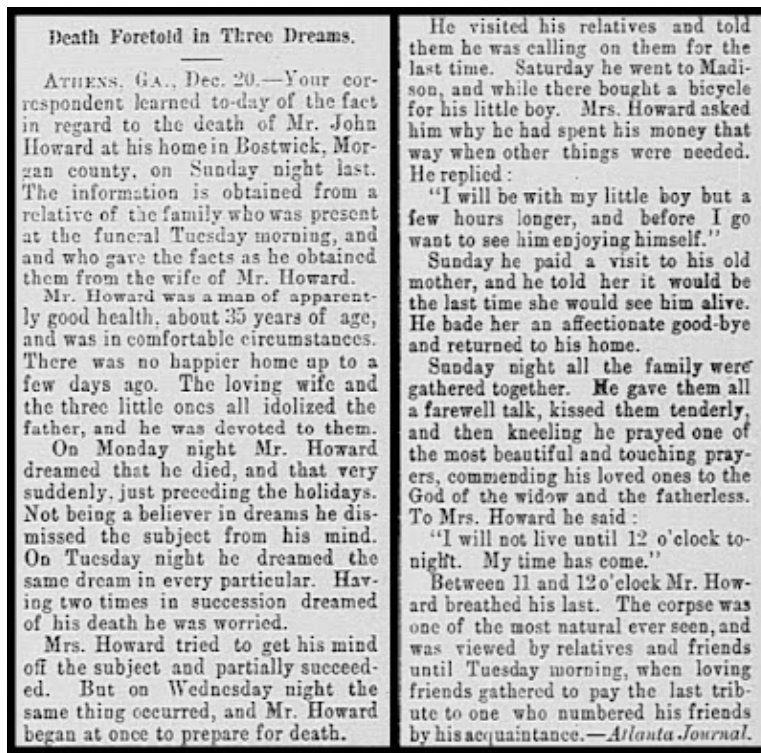 Death Foretold in Three Dreams.
ATHENS, GA., Dec. 20.—Your cor-
respondent learned to-day of the fact
in regard to the death of Mr. John
Howard at his home in Bostwick, Mor-
gan county, on Sunday night last.
The information is obtained from a
relative of the family who was present
at the funeral Tuesday morning, and
and who gave the facts as he obtained
them from the wife of Mr. Howard.
Mr. Howard was a man of apparent-
ly good health, about 35 years of age,
and was in comfortable circumstances.
There was no happier home up to a
few days ago. The loving wife and
the three little ones all idolized the
father, and he was devoted to them.
On Monday night Mr. Howard
dreamed that he died, and that very
suddenly, just preceding the holidays.
Not being a believer in dreams he dis-
missed the subject from his mind.
On Tuesday night he dreamed the
same dream in every particular. Hav-
ing two times in succession dreamed
of his death he was worried.
Mrs. Howard tried to get his mind
off the subject and partially succeed-
ed. But on Wednesday night the
same thing occurred, and Mr. Howard
began at once to prepare for death.
He visited his relatives and told
them he was calling on them for the
last time. Saturday he went to Madi-
son, and while there bought a bicycle
for his little boy. Mrs. Howard asked
him why he had spent his money that
way when other things were needed.
He replied:
"I will be with my little boy but a
few hours longer, and before I go
want to see him enjoying himself."
Sunday he paid a visit to his old
mother, and he told her it would be
the last time she would see him alive.
He bade her an affectionate good-bye
and returned to his home.
Sunday night all the family were
gathered together. He gave them all
a farewell talk, kissed them tenderly,
and then kneeling he prayed one of
the most beautiful and touching pray-
ers, commending his loved ones to the
God of the widow and the fatherless.
To Mrs. Howard he said:
"I will not live until 12 o'clock to-
night. My time has come."
Between 11 and 12 o'clock Mr. How-
ard breathed his last. The corpse was
one of the most natural ever seen, and
was viewed by relatives and friends
until Tuesday morning, when loving
friends gathered to pay the last trib-
ute to one who numbered his friends
by his acquaintance.—Atlanta Journal.